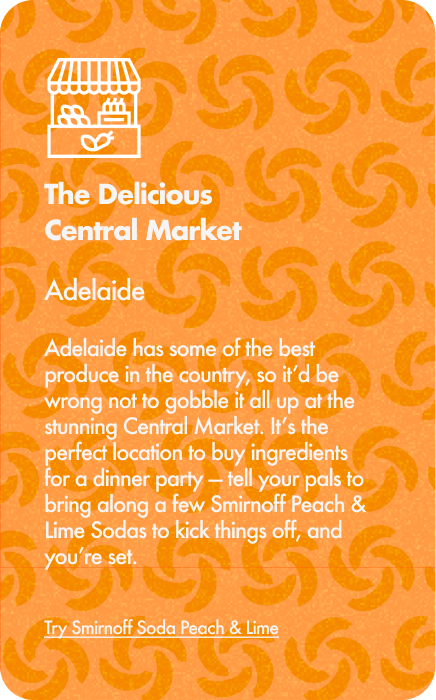 The Delicious
Central Market
Adelaide
Adelaide has some of the best
produce in the country, so it’d be
wrong not to gobble it all up at the
stunning Central Market. It’s the
perfect location to buy ingredients
for a dinner party – tell your pals to
bring along a few Smirnoff Peach &
Lime Sodas to kick things off, and
you’re set.
Try Smirnoff Soda Peach & Lime